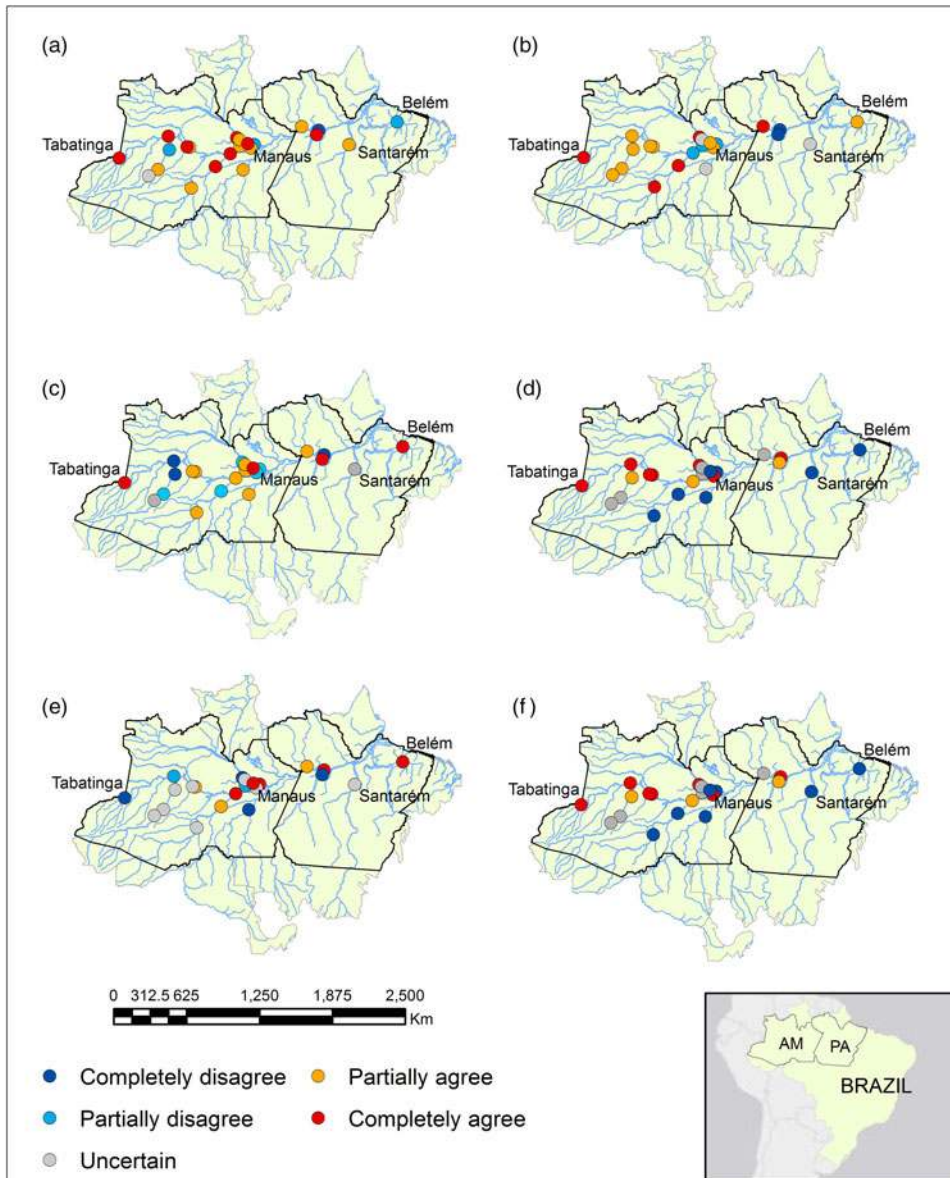 (a)
(b)
Belém
Belém
Tabatinga
Tabatinga
Manaus
Santarém
Manaus
Santarém
(c)
(d)
Belém
Belém
Tabatinga
Tabatinga
Manaus
Santarém
Manaus
Santarém
(e)
(f)
Belém
Belém
Tabatinga
Tabatinga
Manaus
Santarém
Manaus
Santarém
0 312.5 625 1,250 1,875 2,500
Km
Completely disagree
Partially agree
Partially disagree
Completely agree
Uncertain
AM
PA
BRAZIL